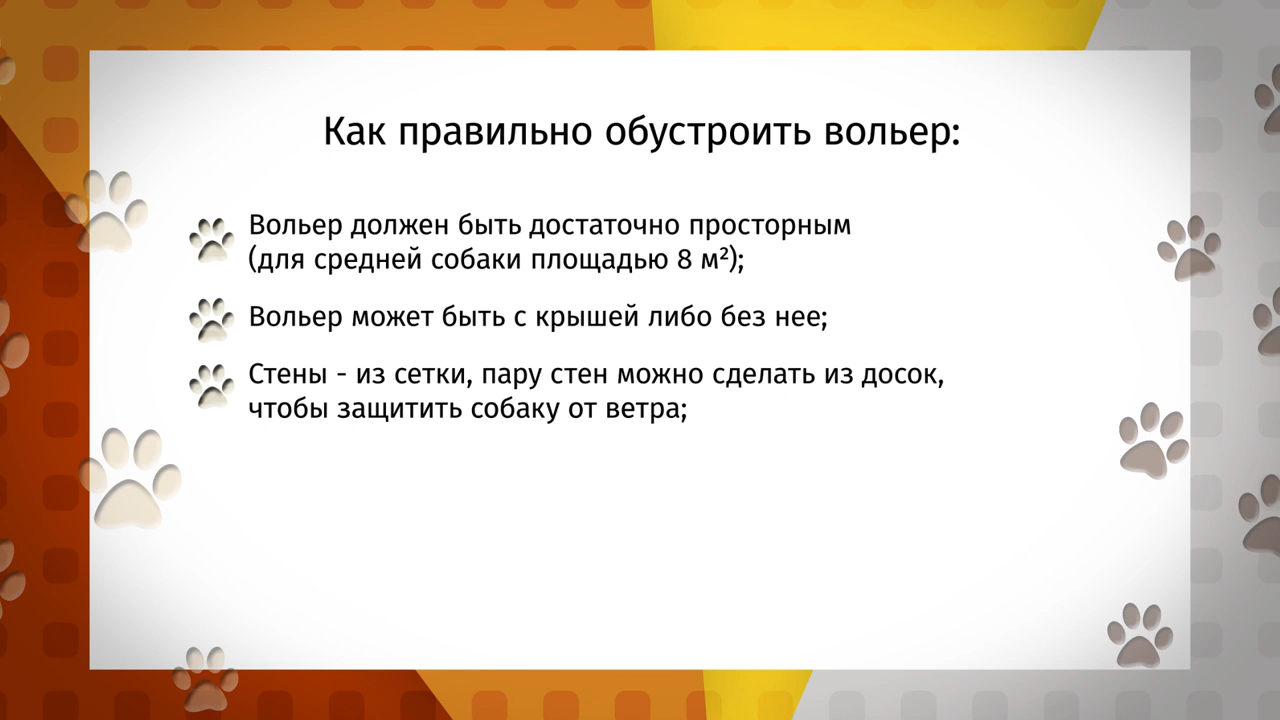 Как правильно обустроить вольер:
Вольер должен быть достаточно просторным
(для средней собаки площадью 8 м²);
Вольер может быть с крышей либо без нее;
Стены - из сетки, пару стен можно сделать из досок,
чтобы защитить собаку от ветра;